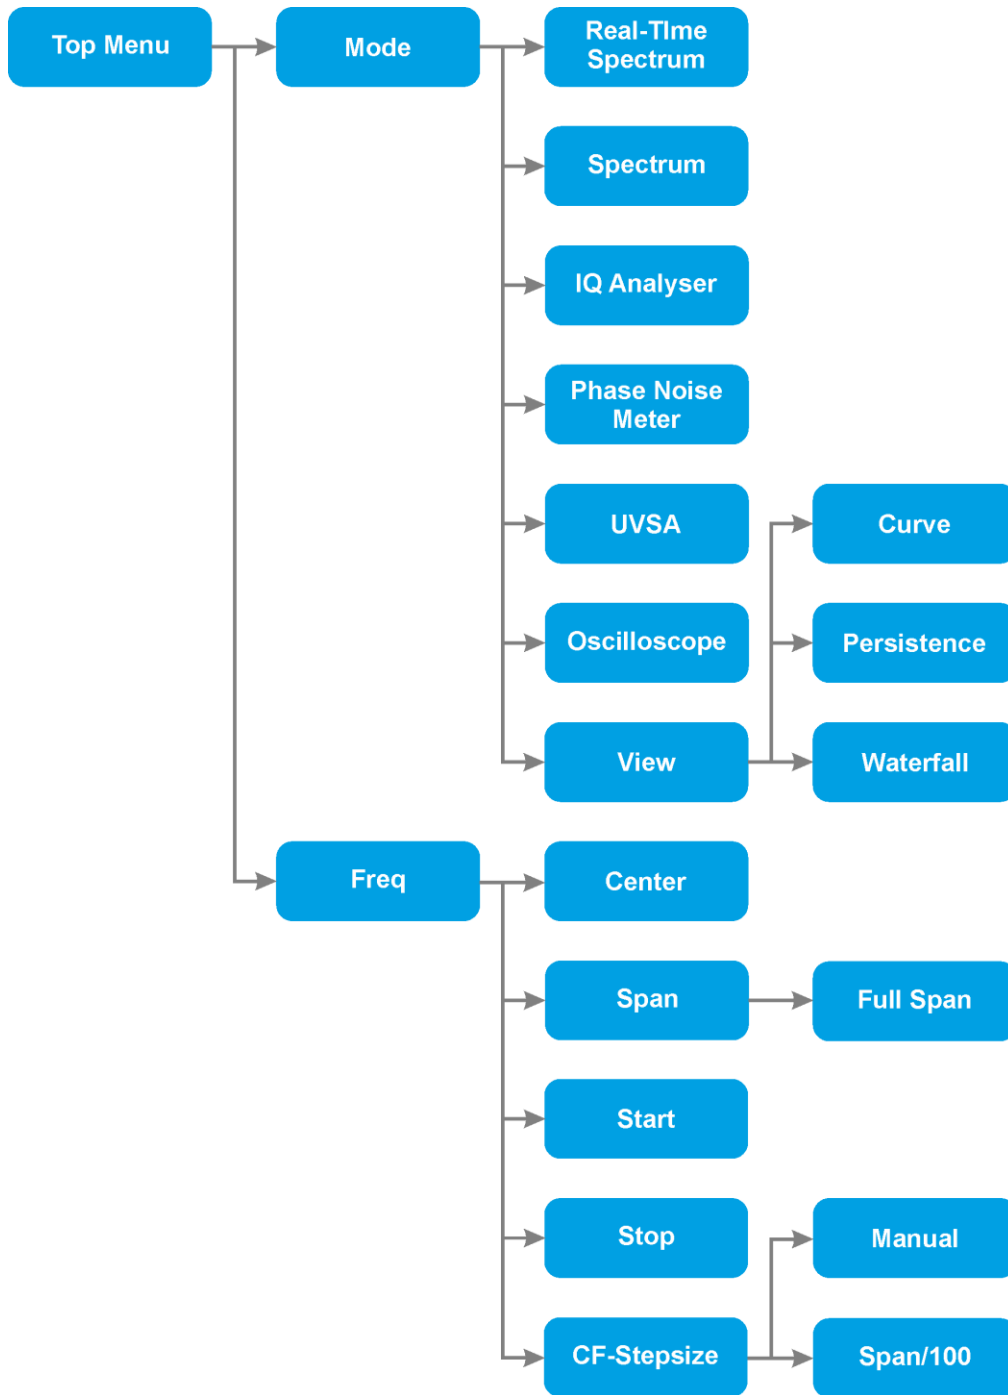 Top Menu
Mode
Real-TIme
Spectrum
Spectrum
IQ Analyser
Phase Noise
Meter
UVSA
Curve
Oscilloscope
Persistence
View
Waterfall
Freq
Center
Span
Full Span
Start
Stop
Manual
CF-Stepsize
Span/100